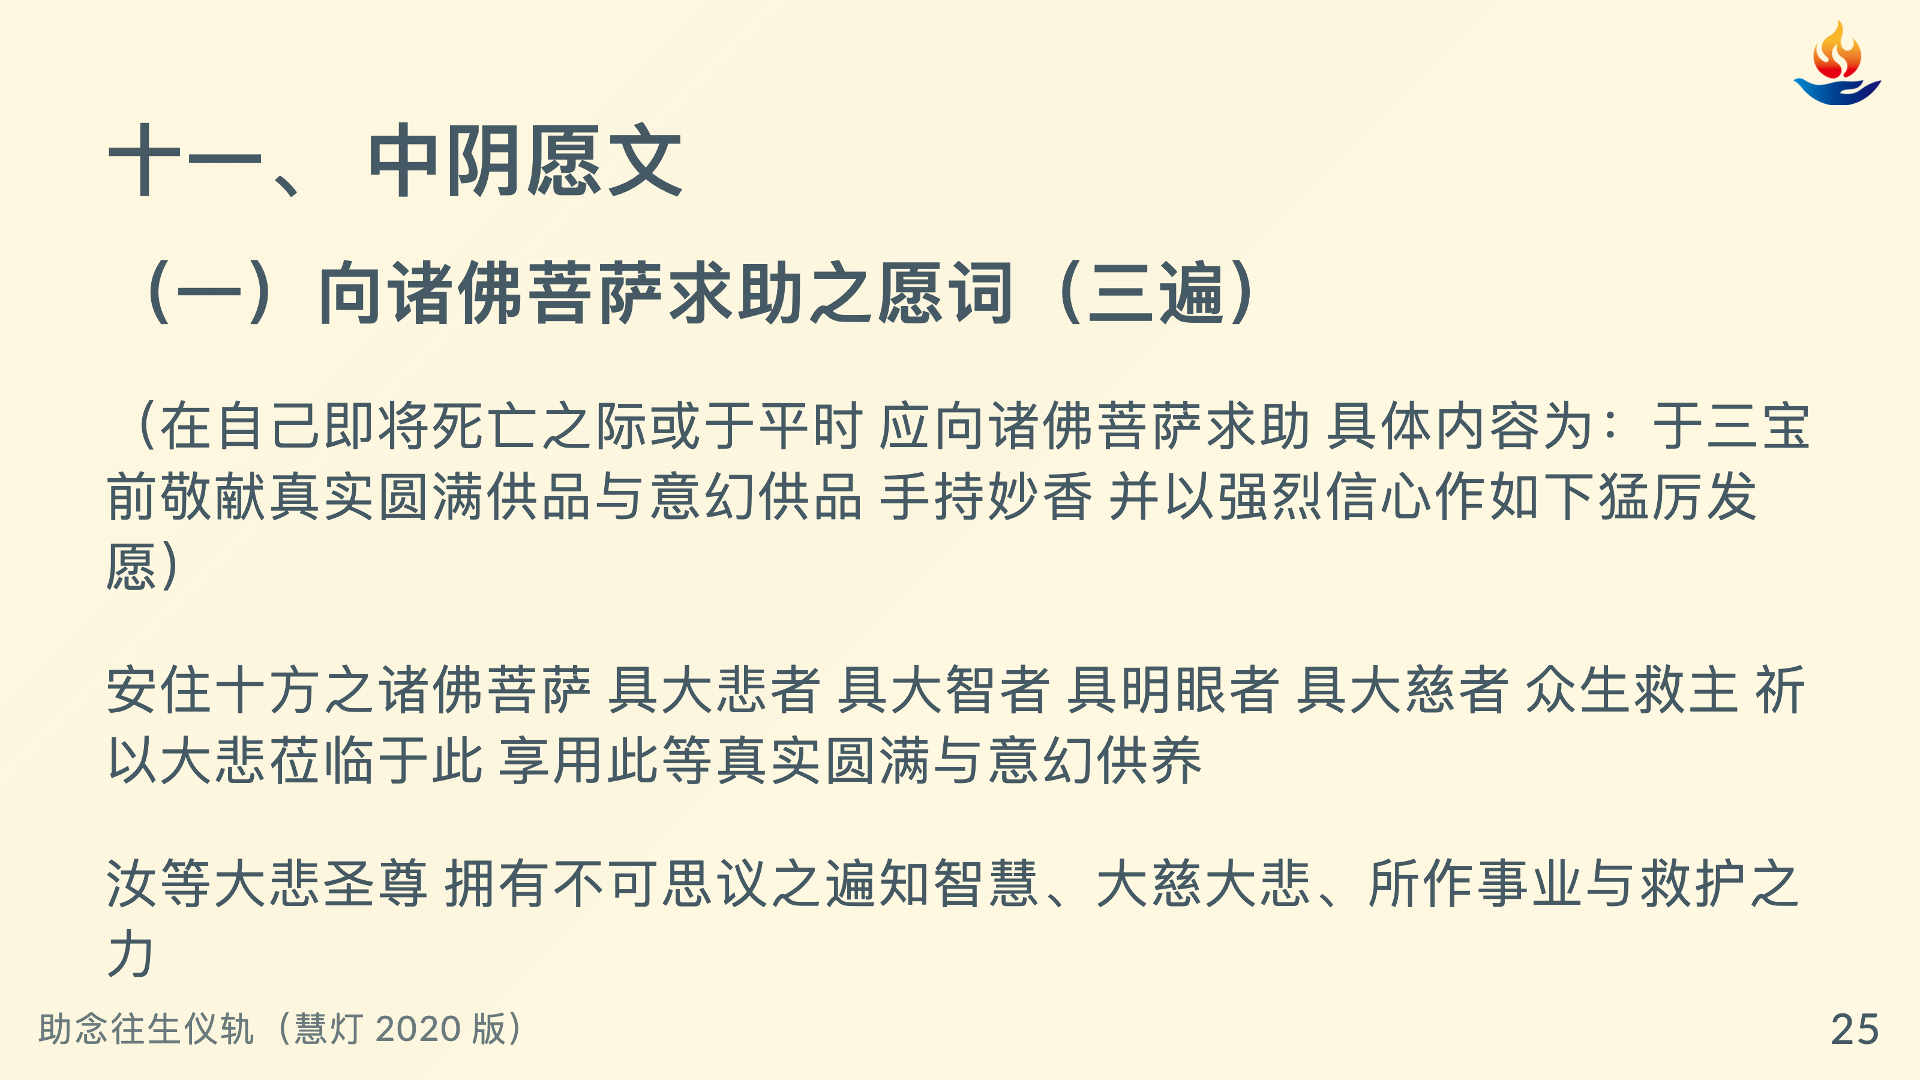 十一、 中阴愿文
（一）向诸佛菩萨求助之愿词（三遍）
（在自己即将死亡之际或于平时 应向诸佛菩萨求助 具体内容为：于三宝
前敬献真实圆满供品与意幻供品 手持妙香 并以强烈信心作如下猛厉发
愿）
安住十方之诸佛菩萨 具大悲者 具大智者 具明眼者 具大慈者 众生救主 祈
以大悲莅临于此 享用此等真实圆满与意幻供养
汝等大悲圣尊 拥有不可思议之遍知智慧、大慈大悲、所作事业与救护之
力
助念往生仪轨（慧灯 2020 版）
25